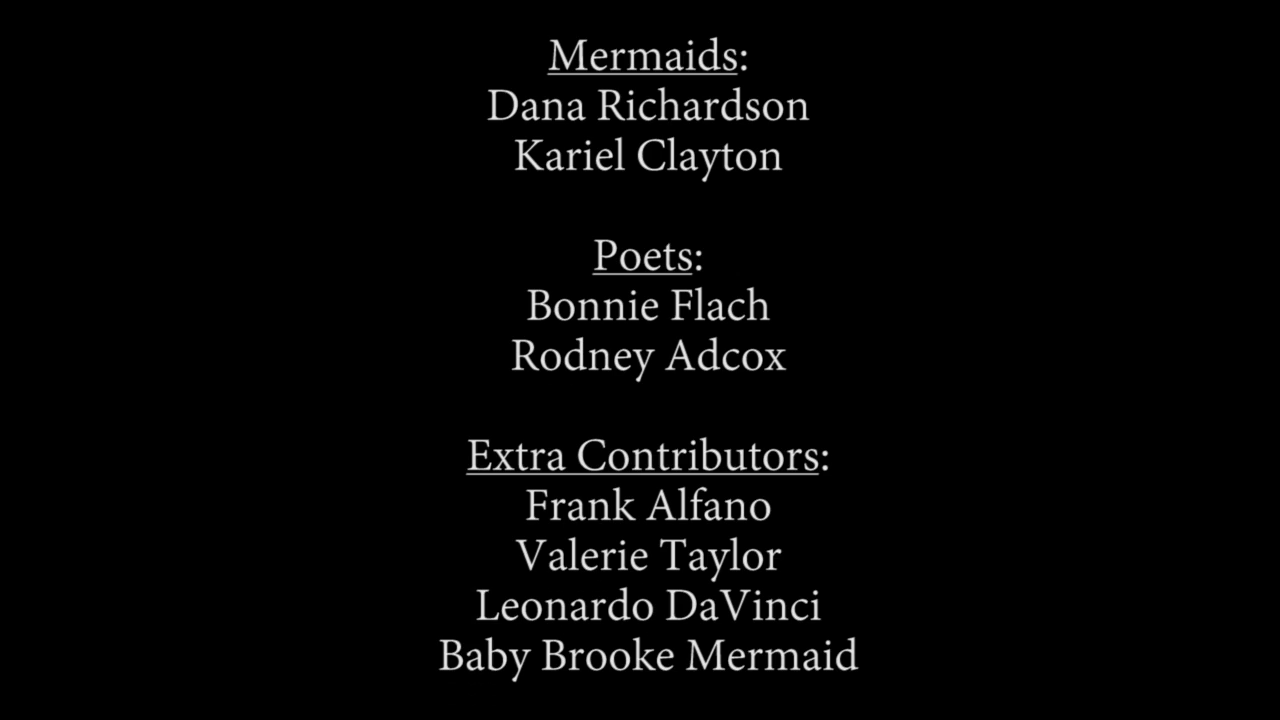 Mermaids:
Dana Richardson
Kariel Clayton
Poets:
Bonnie Flach
Rodney Adcox
Extra Contributors:
Frank Alfano
Valerie Taylor
Leonardo DaVinci
Baby Brooke Mermaid